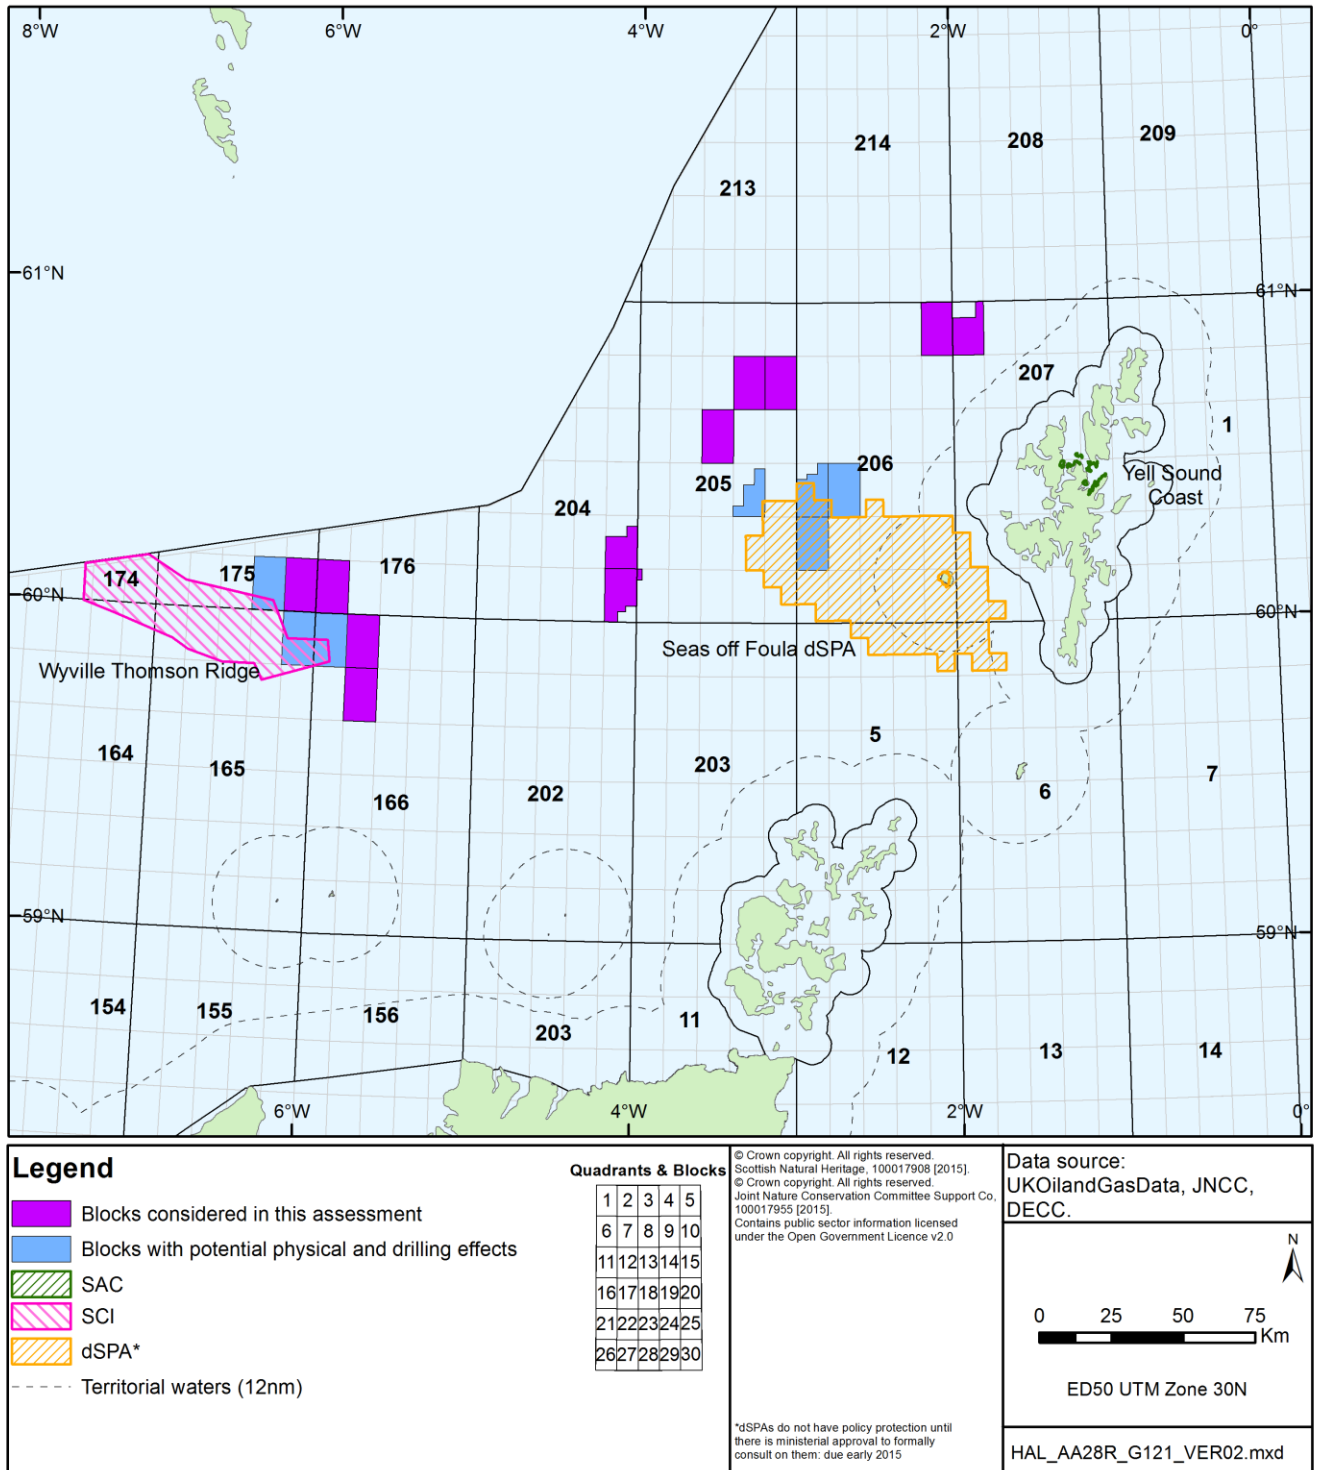 8°W
6°W
4°W
2°W
0°
214
208
209
213
61°N
61°N
207
1
206
205
Yell Sound
Coast
204
176
175
174
60°N
60°N
Seas off Foula dSPA
Wyville Thomson Ridge
5
164
165
203
7
6
166
202
59°N
59°N
154
155
156
11
203
12
13
14
6°W
4°W
2°W
0°
Legend
Blocks considered in this assessment
Blocks with potential physical and drilling effects
SAC
SCI
dSPA*
Territorial waters (12nm)
Quadrants & Blocks
1 2 3 4 5
6 7 8 9 10
11 12 13 14 15
16 17 18 19 20
21 22 23 24 25
26 27 28 29 30
© Crown copyright. All rights reserved.
Scottish Natural Heritage, 100017908 [2015].
© Crown copyright. All rights reserved.
Joint Nature Conservation Committee Support Co,
100017955 [2015].
Contains public sector information licensed
under the Open Government Licence v2.0
*dSPAs do not have policy protection until
there is ministerial approval to formally
consult on them: due early 2015
Data source:
UKOilandGasData, JNCC,
DECC.
N
0 25 50 75
Km
ED50 UTM Zone 30N
HAL_AA28R_G121_VER02.mxd